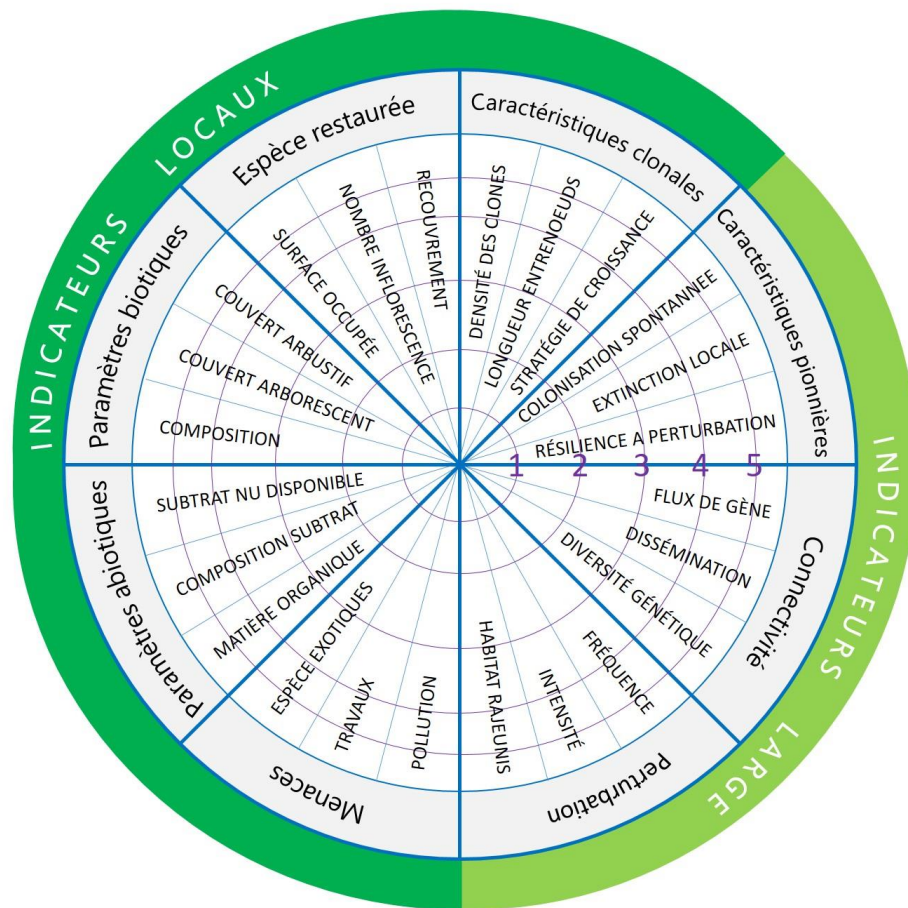 INDICATEURS LOCAUX
INDICATEURS LARGE
Espèce restaurée
SURFACE OCCUPÉE
NOMBRE INFLORESCENCE
RECOUVREMENT
Caractéristiques clonales
DENSITÉ DES CLONES
LONGUEUR ENTRENOEUDS
STRATÉGIE DE CROISSANCE
Caractéristiques pionnières
COLONISATION SPONTANNEE
EXTINCTION LOCALE
RÉSILIENCE A PERTURBATION
1 2 3 4 5
Connectivité
FLUX DE GÈNE
DISSÉMINATION
DIVERSITÉ GÉNÉTIQUE
Perturbation
FRÉQUENCE
INTENSITÉ
HABITAT RAJEUNIS
Menaces
POLLUTION
TRAVAUX
ESPÈCE EXOTIQUES
Paramètres abiotiques
MATIÈRE ORGANIQUE
COMPOSITION SUBTRAT
SUBTRAT NU DISPONIBLE
Paramètres biotiques
COMPOSITION
COUVERT ARBORESCENT
COUVERT ARBUSTIF